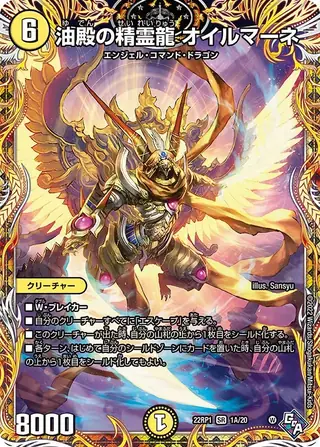 6
ゆでん せいれいりゅう
油殿の精霊龍 オイルマーネ
エンジェル・コマンド・ドラゴン
illus. Sansyu
クリーチャー
■W・ブレイカー
■自分のクリーチャーすべてに「エスケープ」を与える。
■このクリーチャーが出た時、自分の山札の上から1枚目をシールド化する。
■各ターン、はじめて自分のシールドゾーンにカードを置いた時、自分の山札
の上から1枚目をシールド化してもよい。
8000
1
22RP1 SR 1A/20
W